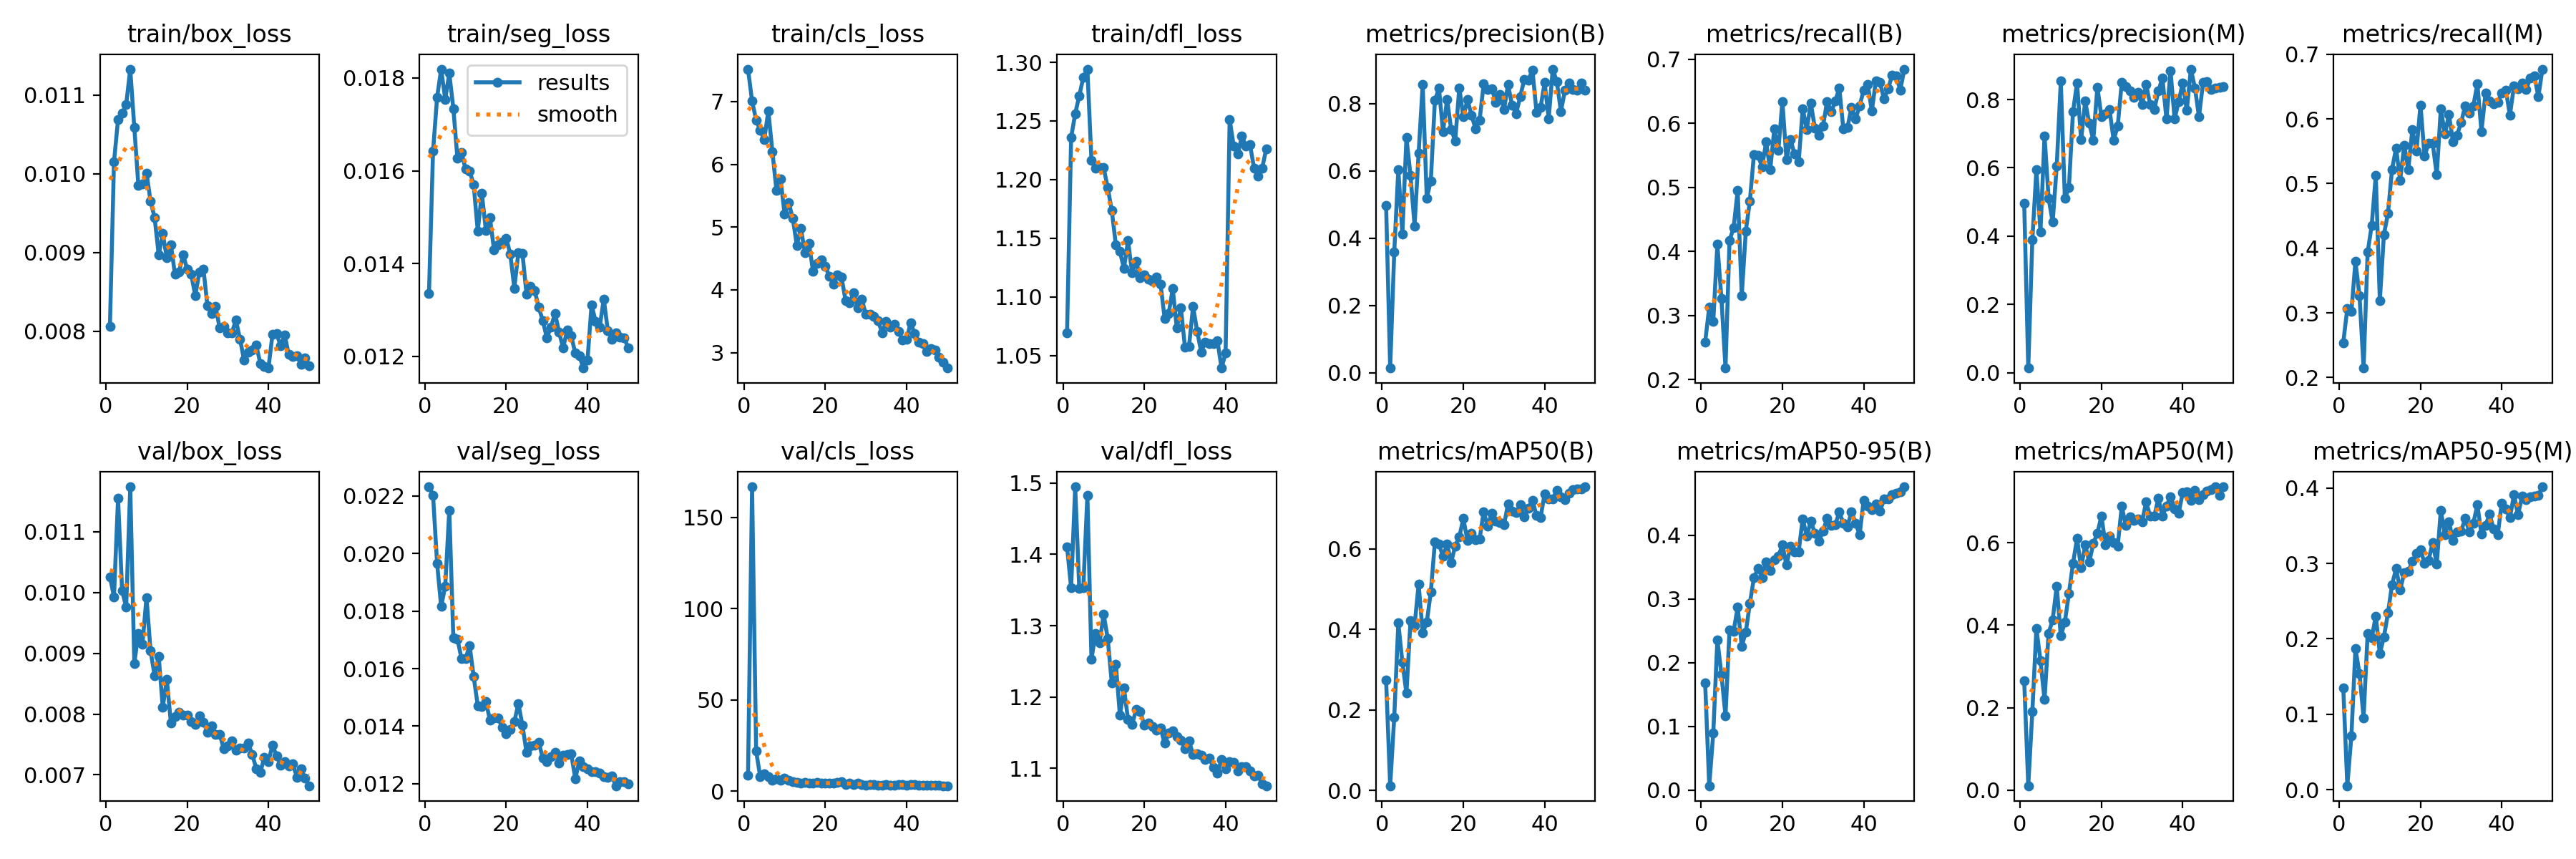 train/box_loss
0.011
0.010
0.009
0.008
0 20 40
train/seg_loss
results
smooth
0.018
0.016
0.014
0.012
0 20 40
train/cls_loss
7
6
5
4
3
0 20 40
train/dfl_loss
1.30
1.25
1.20
1.15
1.10
1.05
0 20 40
metrics/precision(B)
0.8
0.6
0.4
0.2
0.0
0 20 40
metrics/recall(B)
0.7
0.6
0.5
0.4
0.3
0.2
0 20 40
metrics/precision(M)
0.8
0.6
0.4
0.2
0.0
0 20 40
metrics/recall(M)
0.7
0.6
0.5
0.4
0.3
0.2
0 20 40
val/box_loss
0.011
0.010
0.009
0.008
0.007
0 20 40
val/seg_loss
0.022
0.020
0.018
0.016
0.014
0.012
0 20 40
val/cls_loss
150
100
50
0
0 20 40
val/dfl_loss
1.5
1.4
1.3
1.2
1.1
0 20 40
metrics/mAP50(B)
0.6
0.4
0.2
0.0
0 20 40
metrics/mAP50-95(B)
0.4
0.3
0.2
0.1
0.0
0 20 40
metrics/mAP50(M)
0.6
0.4
0.2
0.0
0 20 40
metrics/mAP50-95(M)
0.4
0.3
0.2
0.1
0.0
0 20 40